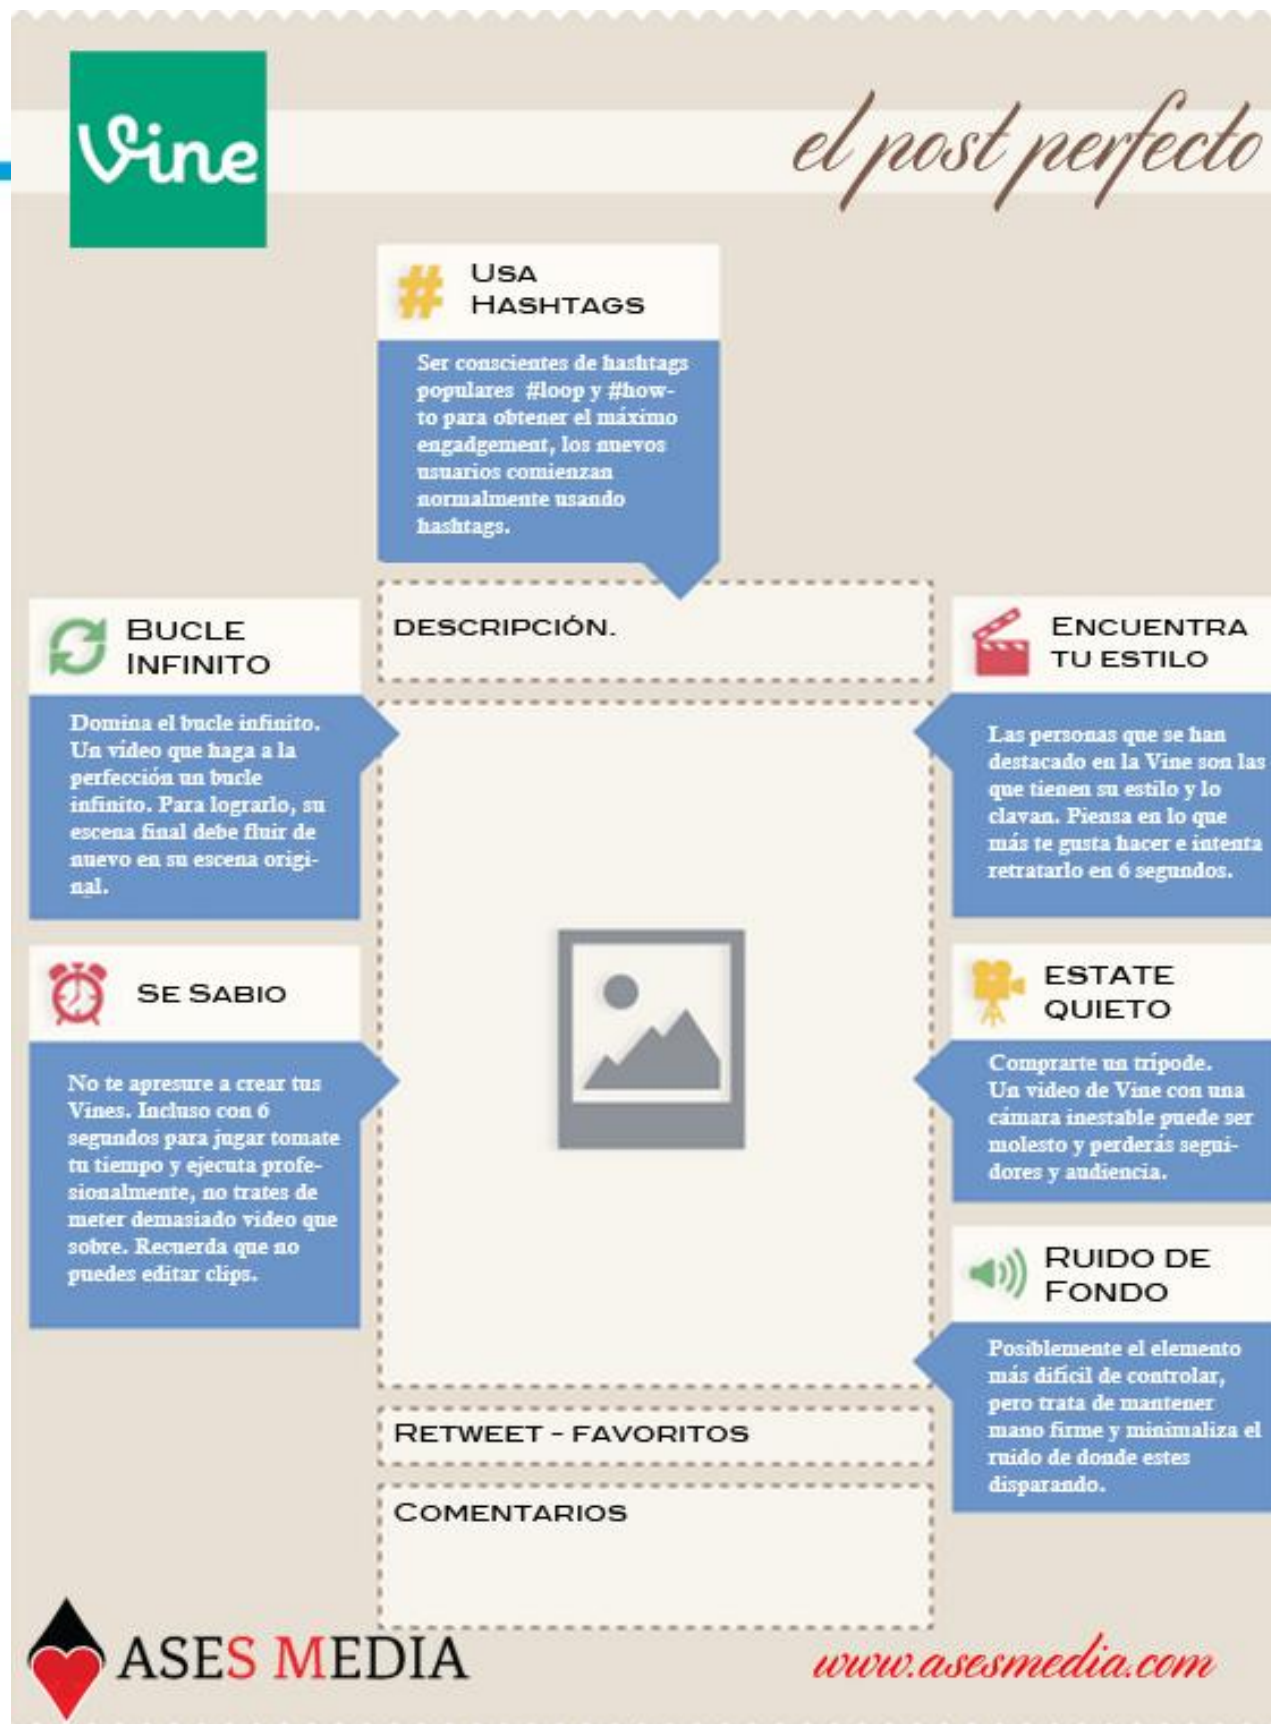 Vine
el post perfecto
#
USA
HASHTAGS
Ser conscientes de hashtags
populares #loop y #how-
to para obtener el máximo
engadgement, los nuevos
usuarios comienzan
normalmente usando
hashtags.
DESCRIPCIÓN.
BUCLE
INFINITO
Domina el bucle infinito.
Un vídeo que haga a la
perfección un bucle
infinito. Para lograrlo, su
escena final debe fluir de
nuevo en su escena origi-
nal.
ENCUENTRA
TU ESTILO
Las personas que se han
destacado en la Vine son las
que tienen su estilo y lo
clavan. Piensa en lo que
más te gusta hacer e intenta
retratarlo en 6 segundos.
SE SABIO
No te apresure a crear tus
Vines. Incluso con 6
segundos para jugar tomate
tu tiempo y ejecuta profe-
sionalmente, no trates de
meter demasiado video que
sobre. Recuerda que no
puedes editar clips.
ESTATE
QUIETO
Comprarte un trípode.
Un video de Vine con una
cámara inestable puede ser
molesto y perderás segui-
dores y audiencia.
RUIDO DE
FONDO
Posiblemente el elemento
más difícil de controlar,
pero trata de mantener
mano firme y minimaliza el
ruido de donde estes
disparando.
RETWEET - FAVORITOS
COMENTARIOS
ASES MEDIA
www.asesmedia.com